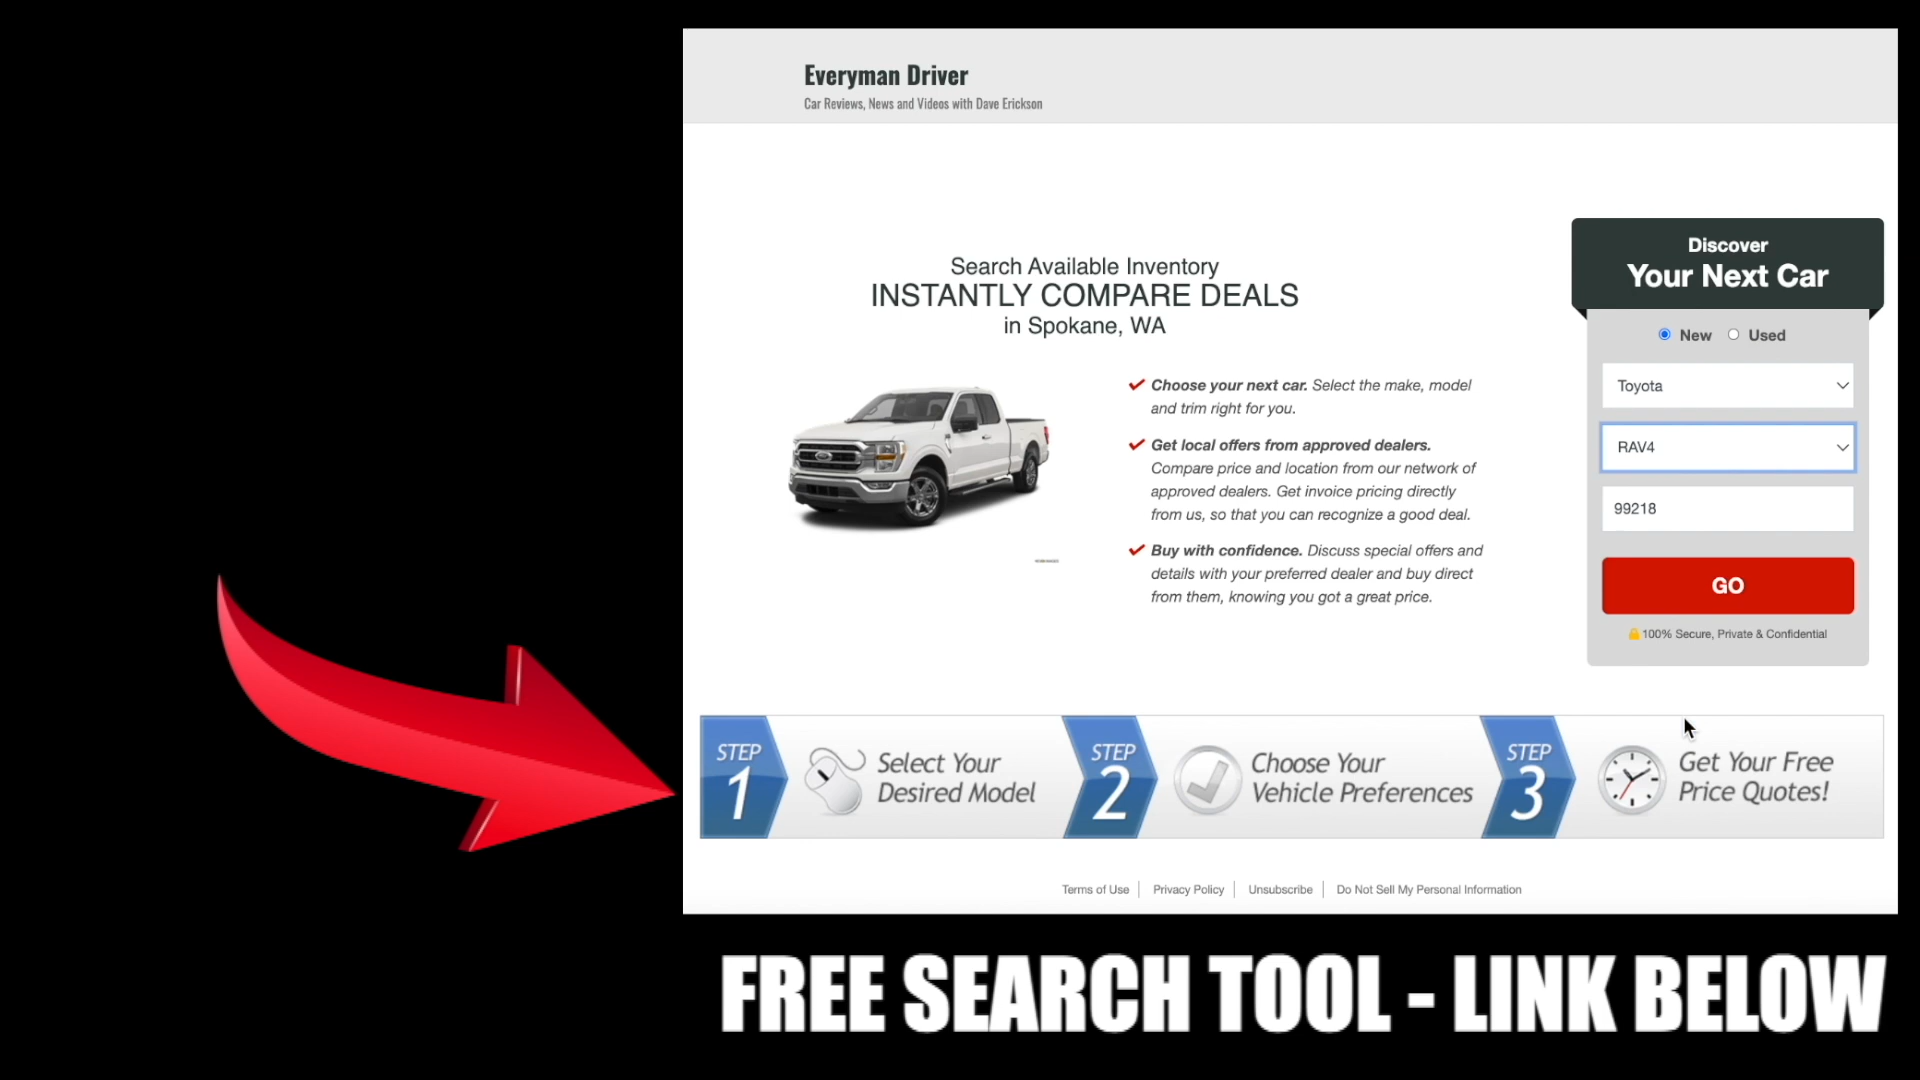 Everyman Driver
Car Reviews, News and Videos with Dave Erickson
Search Available Inventory
INSTANTLY COMPARE DEALS
in Spokane, WA
Choose your next car. Select the make, model
and trim right for you.
Get local offers from approved dealers.
Compare price and location from our network of
approved dealers. Get invoice pricing directly
from us, so that you can recognize a good deal.
Buy with confidence. Discuss special offers and
details with your preferred dealer and buy direct
from them, knowing you got a great price.
Discover
Your Next Car
New Used
Toyota
RAV4
99218
GO
100% Secure, Private & Confidential
STEP
1
Select Your
Desired Model
STEP
2
Choose Your
Vehicle Preferences
STEP
3
Get Your Free
Price Quotes!
Terms of Use Privacy Policy Unsubscribe Do Not Sell My Personal Information
FREE SEARCH TOOL - LINK BELOW